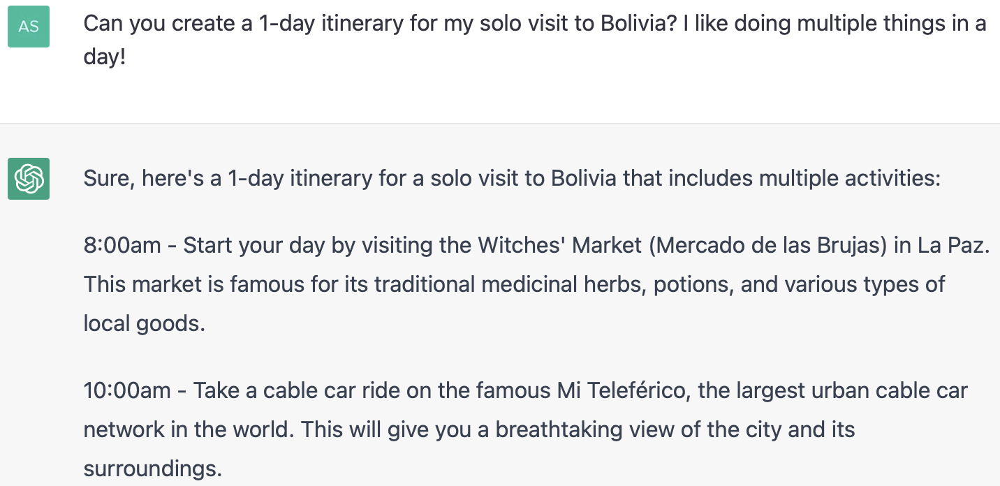 AS
Can you create a 1-day itinerary for my solo visit to Bolivia? I like doing multiple things in a
day!
Sure, here's a 1-day itinerary for a solo visit to Bolivia that includes multiple activities:
8:00am - Start your day by visiting the Witches' Market (Mercado de las Brujas) in La Paz.
This market is famous for its traditional medicinal herbs, potions, and various types of
local goods.
10:00am - Take a cable car ride on the famous Mi Teleférico, the largest urban cable car
network in the world. This will give you a breathtaking view of the city and its
surroundings.